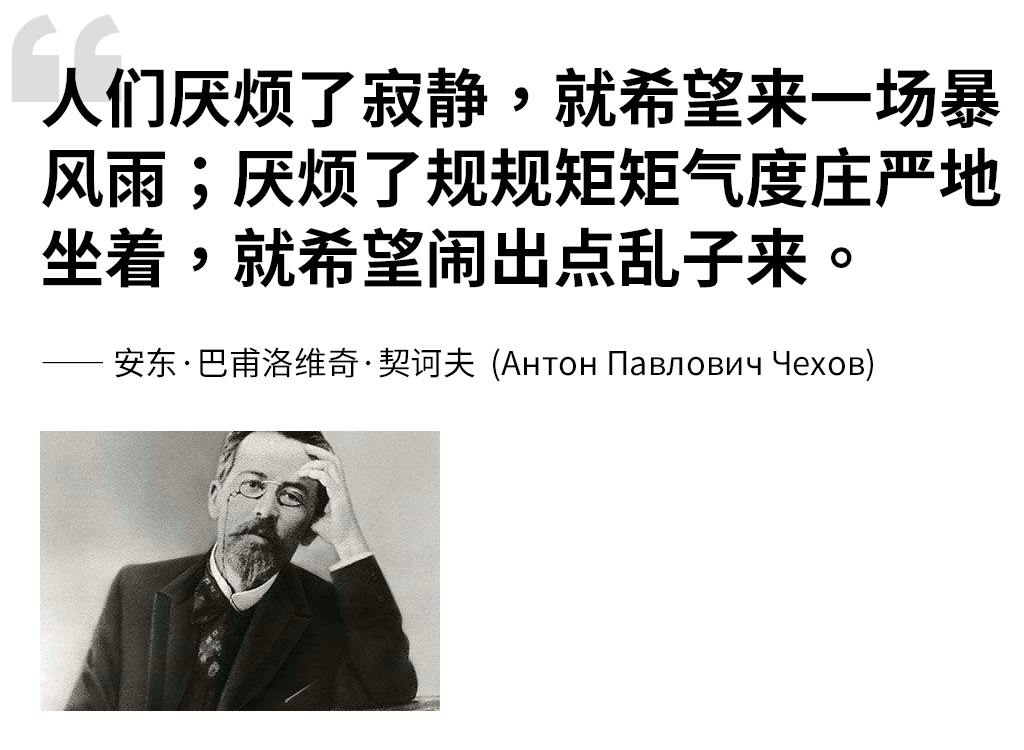 人们厌烦了寂静，就希望来一场暴
风雨；厌烦了规规矩矩气度庄严地
坐着，就希望闹出点乱子来。
—— 安东·巴甫洛维奇·契诃夫 (Антон Павлович Чехов)